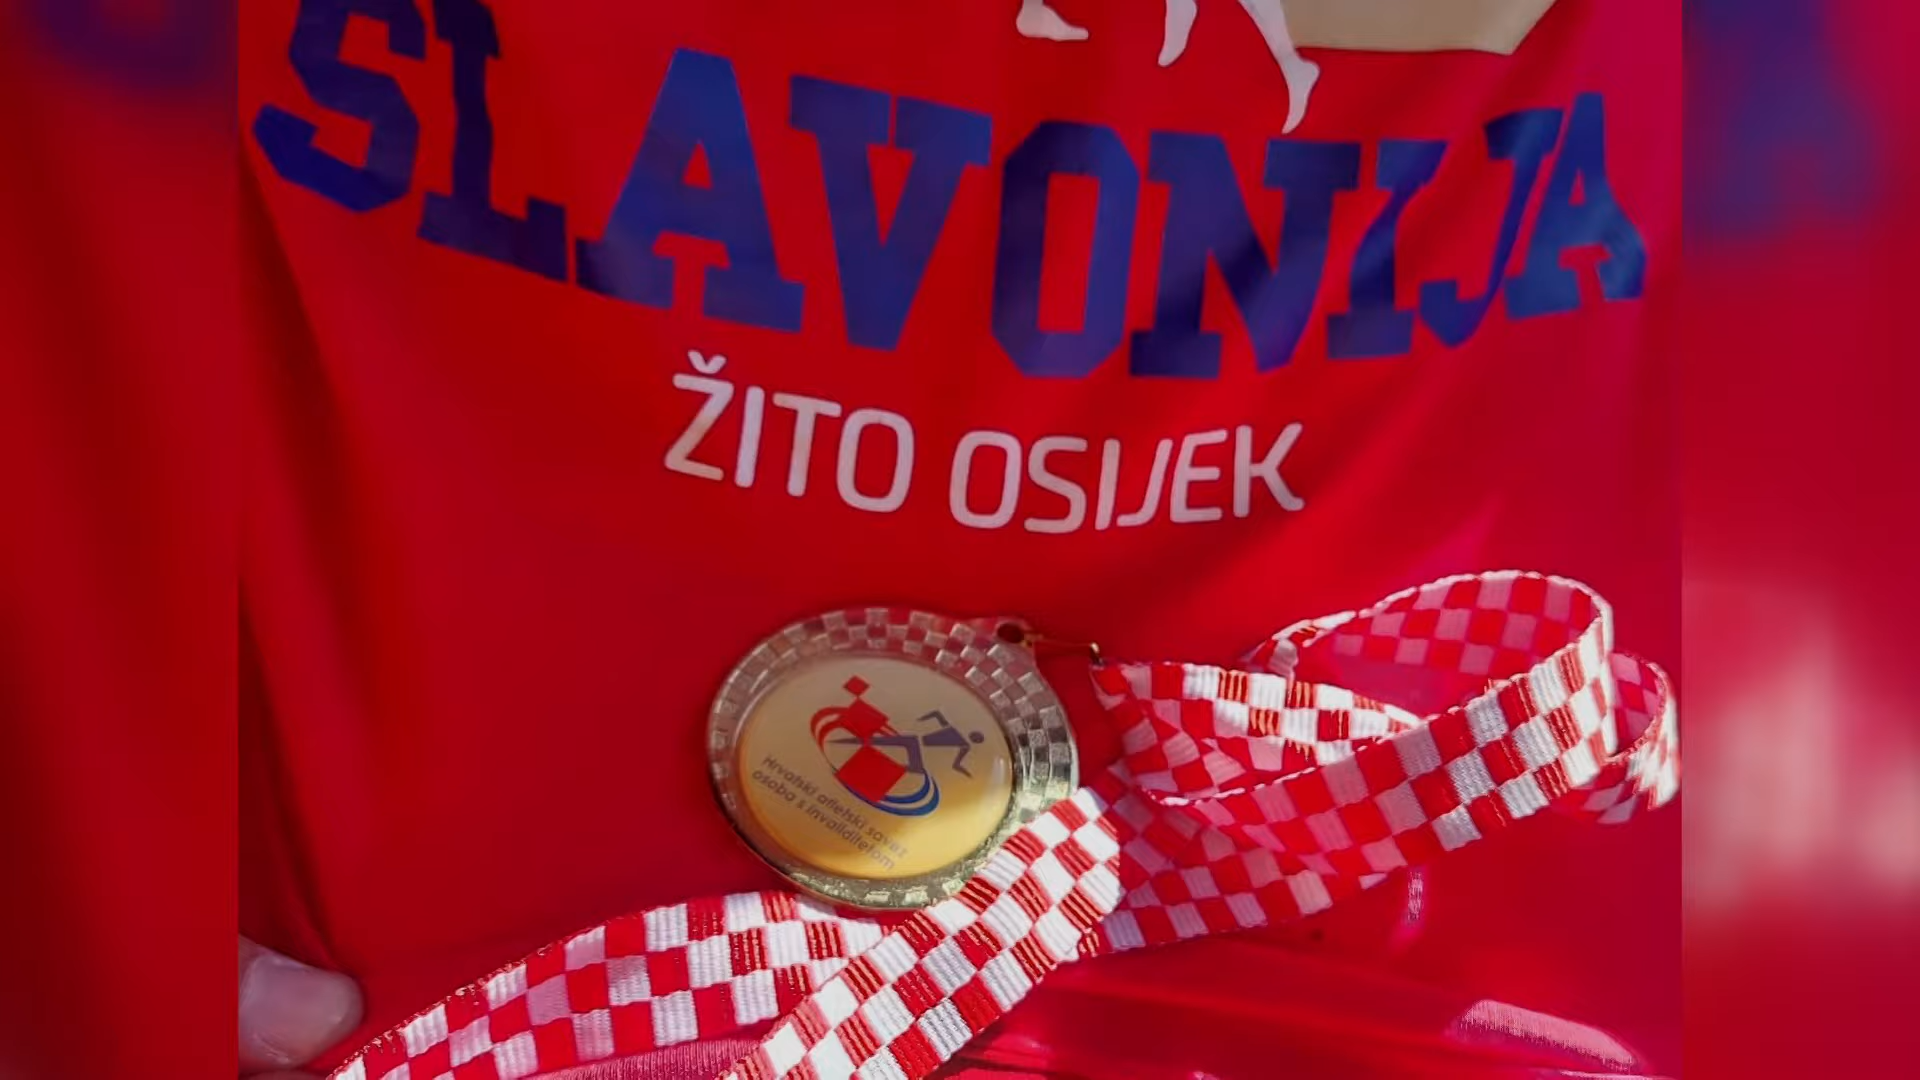 SLAVONIJA
ŽITO OSIJEK
Hrvatski atletski savez
osoba s invaliditetom